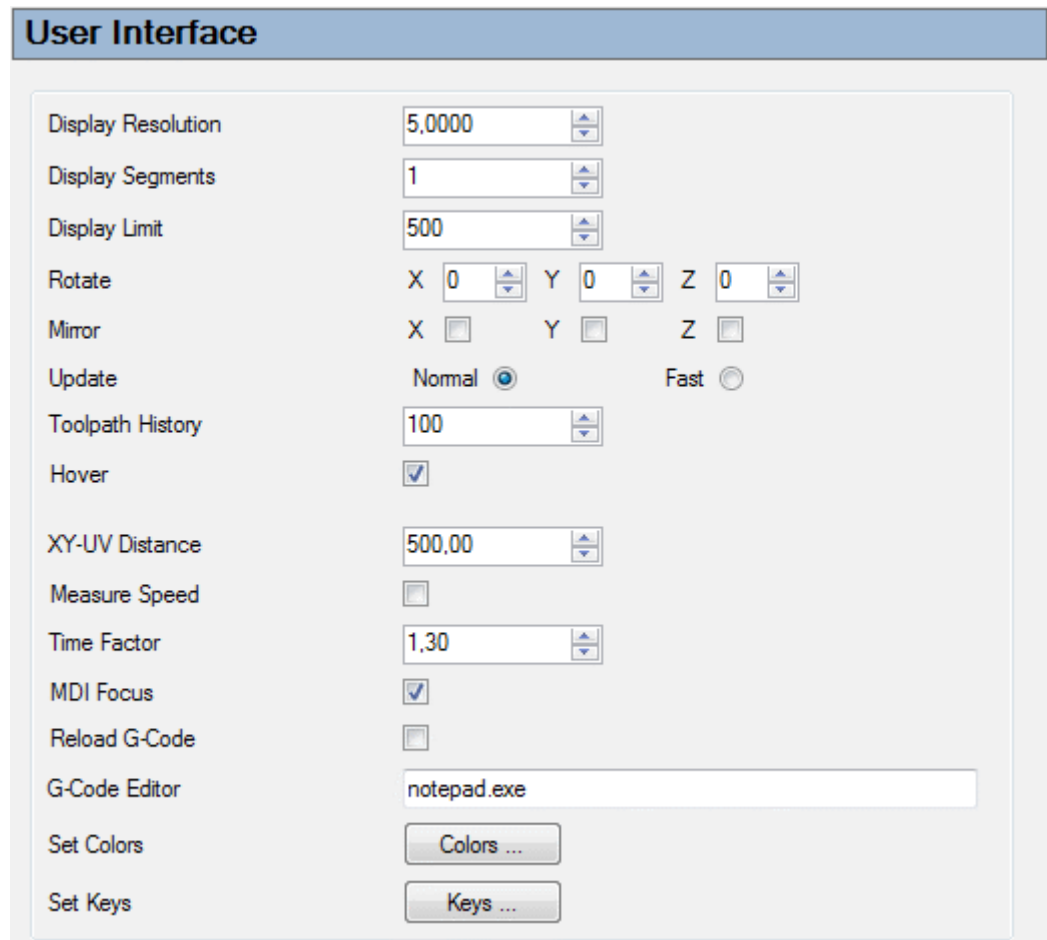 User Interface
Display Resolution 5,0000
Display Segments 1
Display Limit 500
Rotate X 0 Y 0 Z 0
Mirror X Y Z
Update Normal Fast
Toolpath History 100
Hover
XY-UV Distance 500,00
Measure Speed
Time Factor 1,30
MDI Focus
Reload G-Code
G-Code Editor notepad.exe
Set Colors Colors ...
Set Keys Keys ...